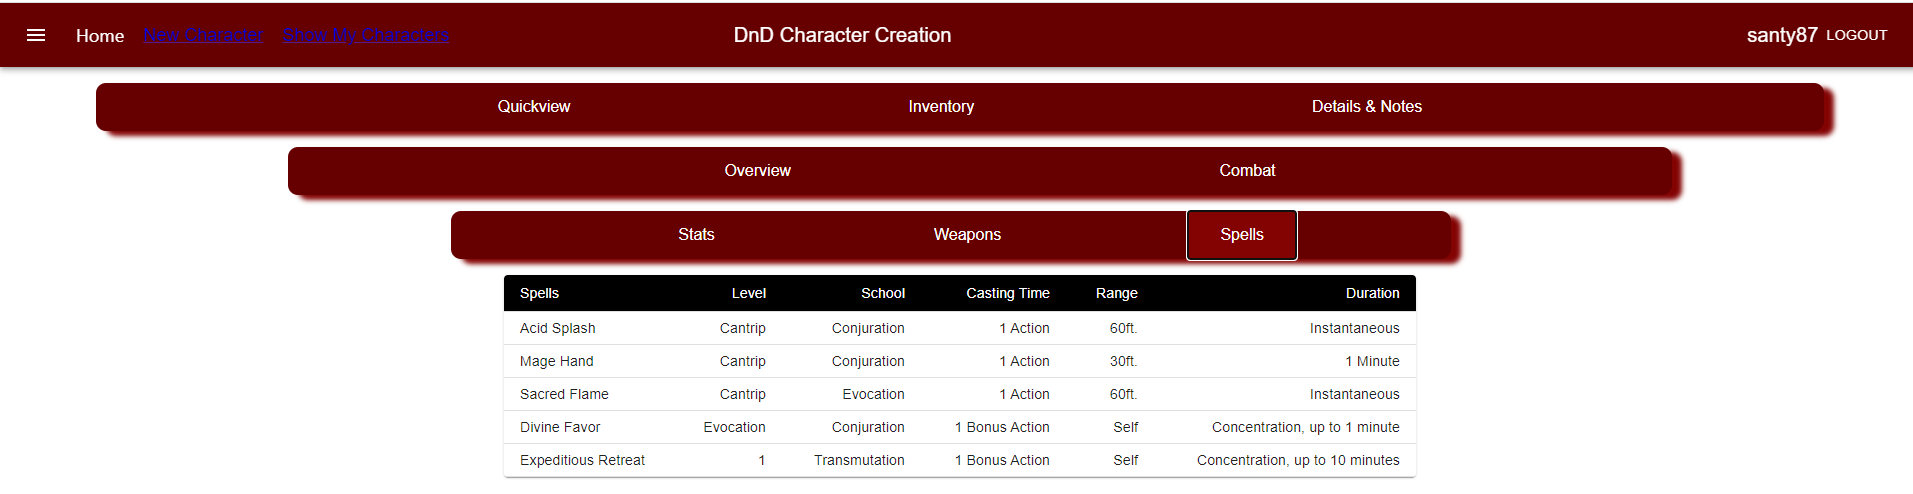 Home New Character Show My Characters DnD Character Creation santy87 LOGOUT
Quickview Inventory Details & Notes
Overview Combat
Stats Weapons Spells
Spells Level School Casting Time Range Duration
Acid Splash Cantrip Conjuration 1 Action 60ft. Instantaneous
Mage Hand Cantrip Conjuration 1 Action 30ft. 1 Minute
Sacred Flame Cantrip Evocation 1 Action 60ft. Instantaneous
Divine Favor Evocation Conjuration 1 Bonus Action Self Concentration, up to 1 minute
Expeditious Retreat 1 Transmutation 1 Bonus Action Self Concentration, up to 10 minutes